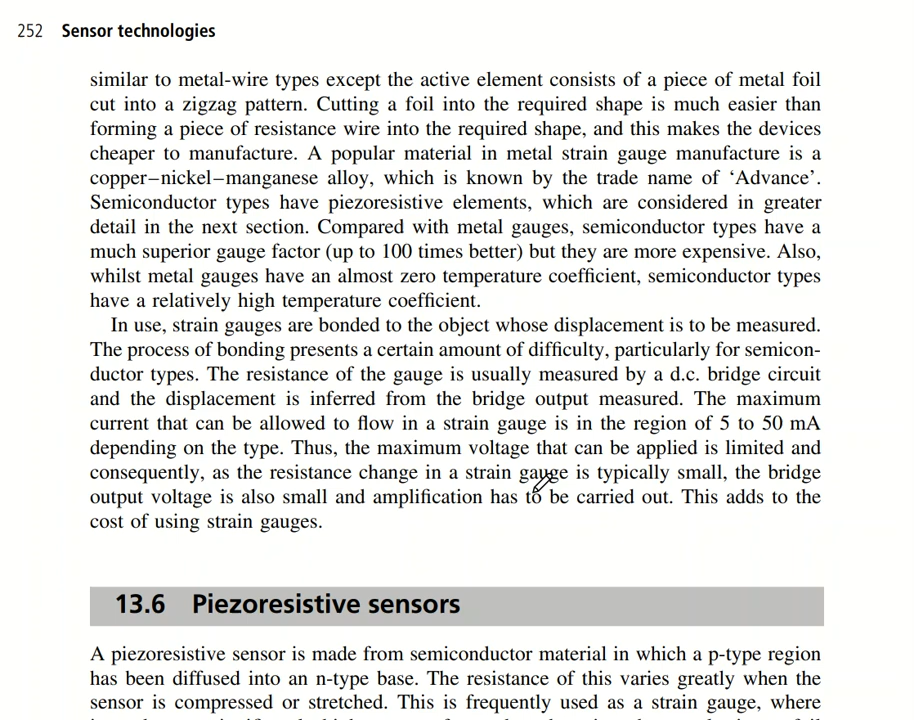 252 Sensor technologies
similar to metal-wire types except the active element consists of a piece of metal foil
cut into a zigzag pattern. Cutting a foil into the required shape is much easier than
forming a piece of resistance wire into the required shape, and this makes the devices
cheaper to manufacture. A popular material in metal strain gauge manufacture is a
copper–nickel–manganese alloy, which is known by the trade name of ‘Advance’.
Semiconductor types have piezoresistive elements, which are considered in greater
detail in the next section. Compared with metal gauges, semiconductor types have a
much superior gauge factor (up to 100 times better) but they are more expensive. Also,
whilst metal gauges have an almost zero temperature coefficient, semiconductor types
have a relatively high temperature coefficient.
In use, strain gauges are bonded to the object whose displacement is to be measured.
The process of bonding presents a certain amount of difficulty, particularly for semicon-
ductor types. The resistance of the gauge is usually measured by a d.c. bridge circuit
and the displacement is inferred from the bridge output measured. The maximum
current that can be allowed to flow in a strain gauge is in the region of 5 to 50 mA
depending on the type. Thus, the maximum voltage that can be applied is limited and
consequently, as the resistance change in a strain gauge is typically small, the bridge
output voltage is also small and amplification has to be carried out. This adds to the
cost of using strain gauges.
13.6 Piezoresistive sensors
A piezoresistive sensor is made from semiconductor material in which a p-type region
has been diffused into an n-type base. The resistance of this varies greatly when the
sensor is compressed or stretched. This is frequently used as a strain gauge, where